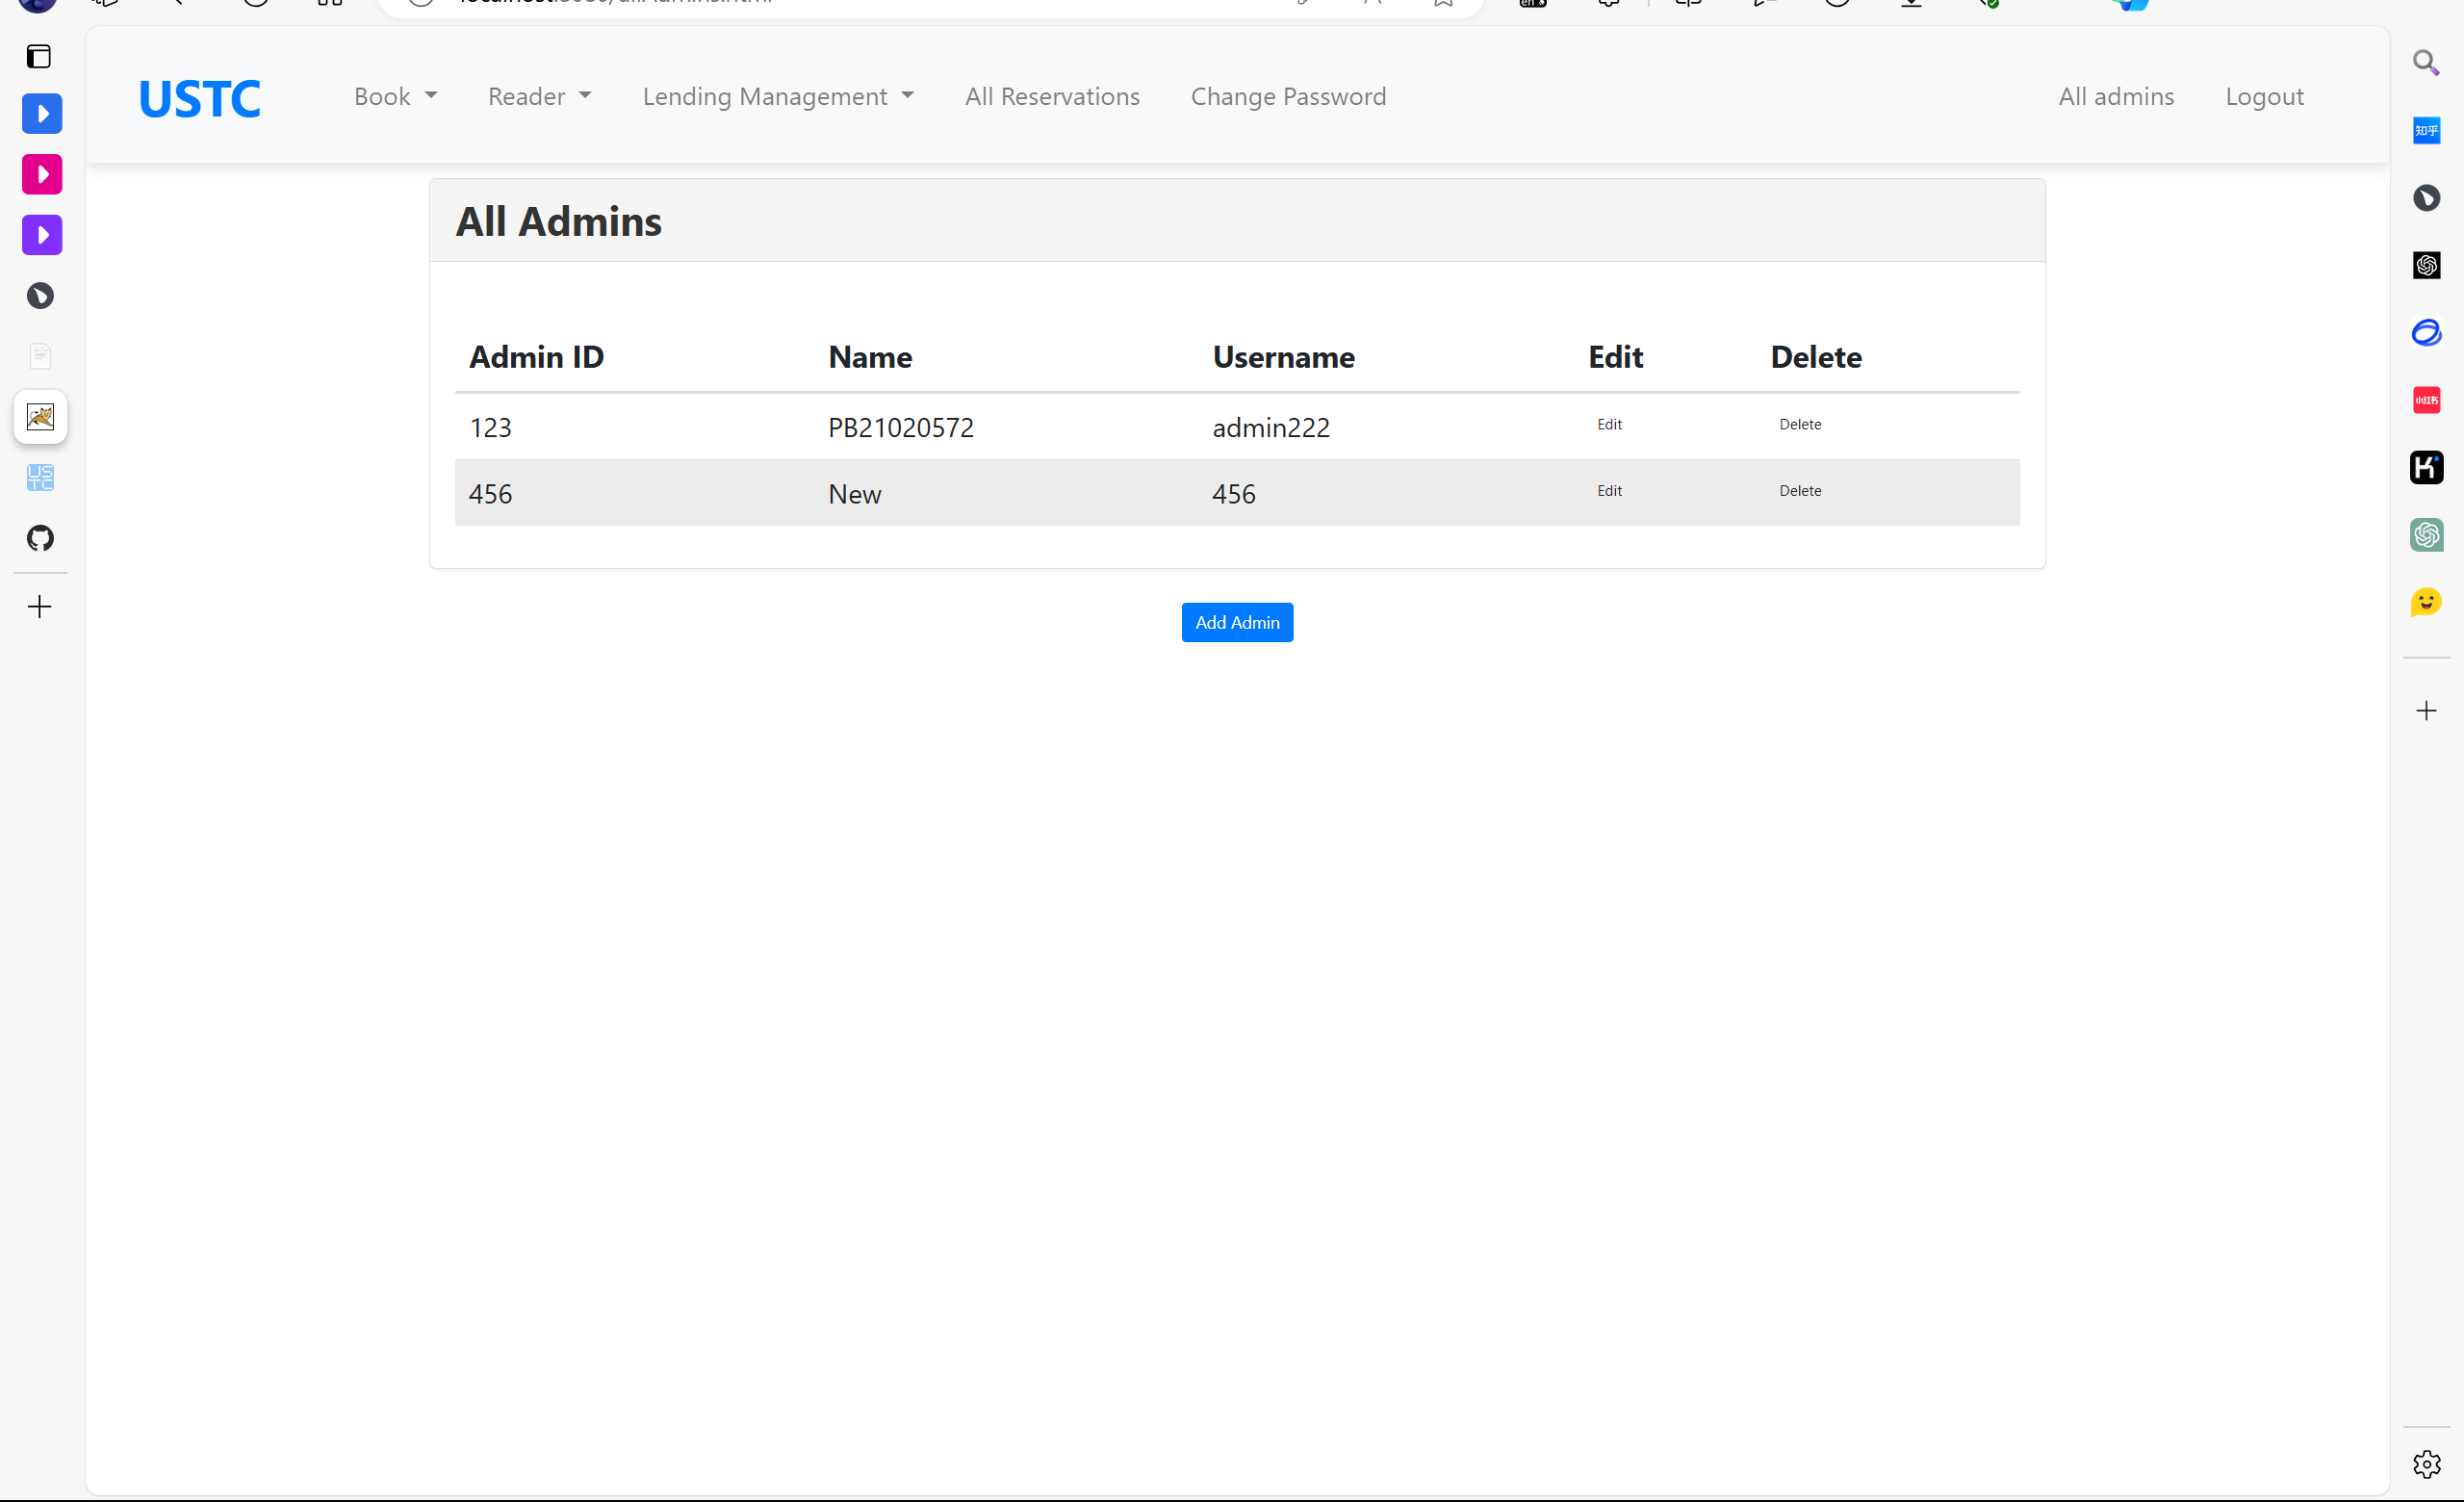 USTC Book Reader Lending Management All Reservations Change Password All admins Logout
All Admins
Admin ID Name Username Edit Delete
123 PB21020572 admin222 Edit Delete
456 New 456 Edit Delete
Add Admin
知乎
小红书
USTC